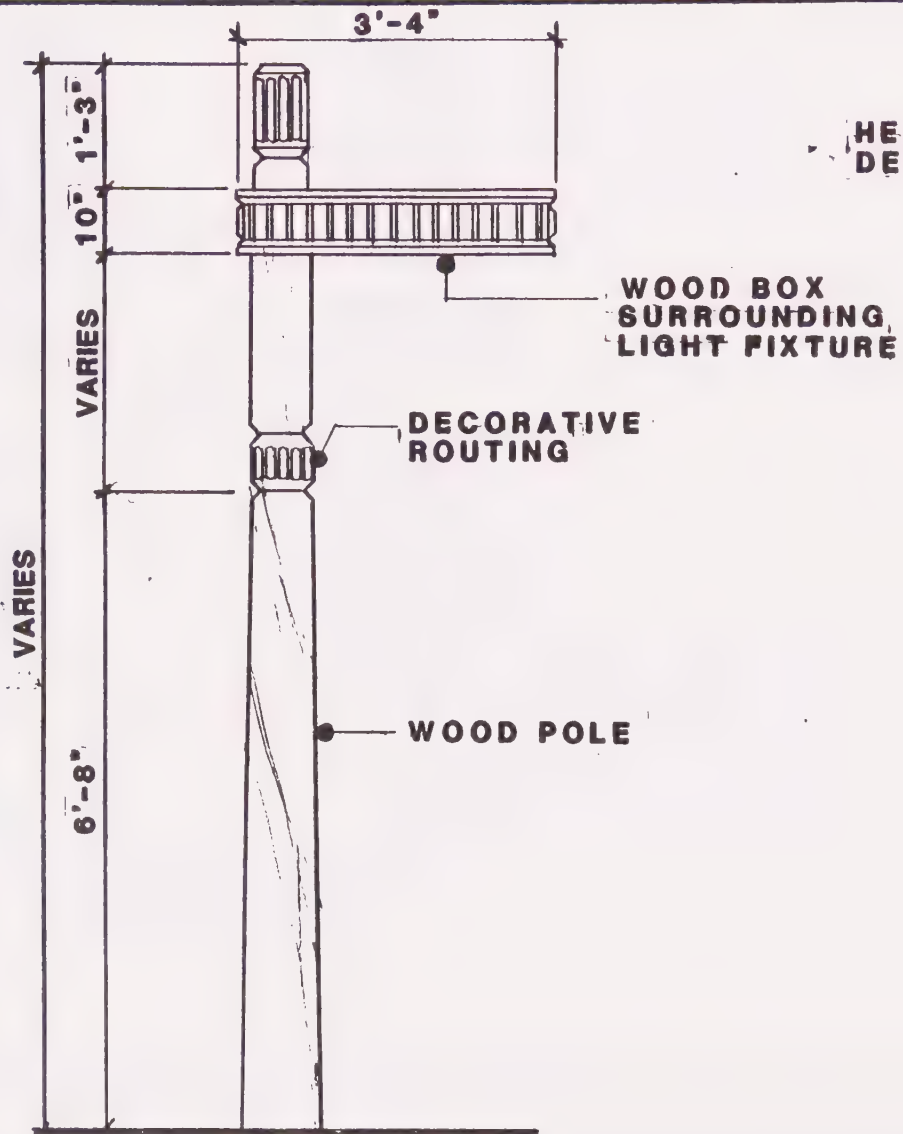 3'-4"
1'-3"
10"
VARIES
VARIES
6'-8"
HE
DE
WOOD BOX
SURROUNDING
LIGHT FIXTURE
DECORATIVE
ROUTING
WOOD POLE